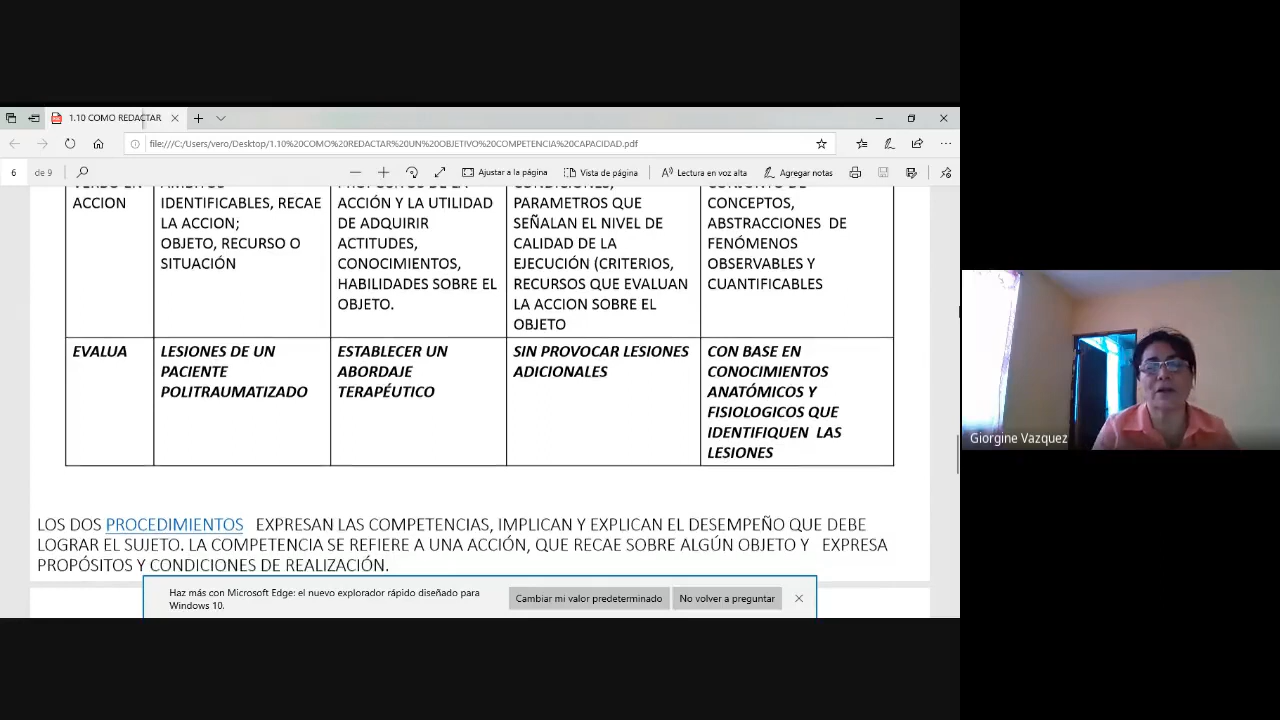 1.10 COMO REDACTAR
file:///C:/Users/vero/Desktop/1.10%20COMO%20REDACTAR%20UN%20OBJETIVO%20COMPETENCIA%20CAPACIDAD.pdf
6 de 9
Ajustar a la página
Vista de página
Lectura en voz alta
Agregar notas
ACCION
IDENTIFICABLES, RECAE
LA ACCION;
OBJETO, RECURSO O
SITUACIÓN
PROPOSITOS DE LA
ACCIÓN Y LA UTILIDAD
DE ADQUIRIR
ACTITUDES,
CONOCIMIENTOS,
HABILIDADES SOBRE EL
OBJETO.
CONDICIONES,
PARAMETROS QUE
SEÑALAN EL NIVEL DE
CALIDAD DE LA
EJECUCIÓN (CRITERIOS,
RECURSOS QUE EVALUAN
LA ACCION SOBRE EL
OBJETO
CONJUNTO DE
CONCEPTOS,
ABSTRACCIONES DE
FENÓMENOS
OBSERVABLES Y
CUANTIFICABLES
EVALUA
LESIONES DE UN
PACIENTE
POLITRAUMATIZADO
ESTABLECER UN
ABORDAJE
TERAPÉUTICO
SIN PROVOCAR LESIONES
ADICIONALES
CON BASE EN
CONOCIMIENTOS
ANATÓMICOS Y
FISIOLOGICOS QUE
IDENTIFIQUEN LAS
LESIONES
LOS DOS PROCEDIMIENTOS EXPRESAN LAS COMPETENCIAS, IMPLICAN Y EXPLICAN EL DESEMPEÑO QUE DEBE
LOGRAR EL SUJETO. LA COMPETENCIA SE REFIERE A UNA ACCIÓN, QUE RECAE SOBRE ALGÚN OBJETO Y EXPRESA
PROPÓSITOS Y CONDICIONES DE REALIZACIÓN.
Haz más con Microsoft Edge: el nuevo explorador rápido diseñado para
Windows 10.
Cambiar mi valor predeterminado
No volver a preguntar
Giorgine Vazquez